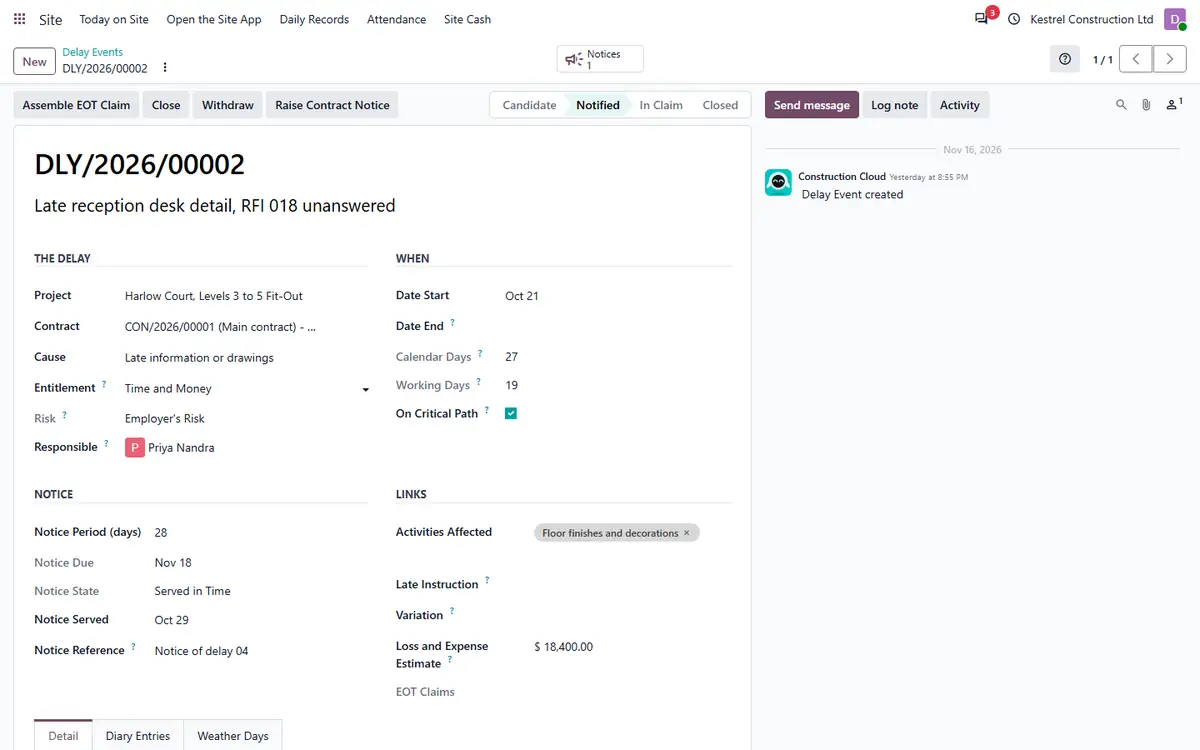 Site Today on Site Open the Site App Daily Records Attendance Site Cash 3 Kestrel Construction Ltd D
New Delay Events
DLY/2026/00002
Notices
1
1 / 1
Assemble EOT Claim Close Withdraw Raise Contract Notice Candidate Notified In Claim Closed Send message Log note Activity 1
DLY/2026/00002
Late reception desk detail, RFI 018 unanswered
Nov 16, 2026
Construction Cloud Yesterday at 8:55 PM
Delay Event created
THE DELAY
Project Harlow Court, Levels 3 to 5 Fit-Out
Contract CON/2026/00001 (Main contract) - ...
Cause Late information or drawings
Entitlement ? Time and Money
Risk ? Employer's Risk
Responsible ? P Priya Nandra
WHEN
Date Start Oct 21
Date End ?
Calendar Days ? 27
Working Days ? 19
On Critical Path ?
NOTICE
Notice Period (days) 28
Notice Due Nov 18
Notice State Served in Time
Notice Served Oct 29
Notice Reference ? Notice of delay 04
LINKS
Activities Affected Floor finishes and decorations ×
Late Instruction ?
Variation ?
Loss and Expense
Estimate ? $ 18,400.00
EOT Claims
Detail Diary Entries Weather Days